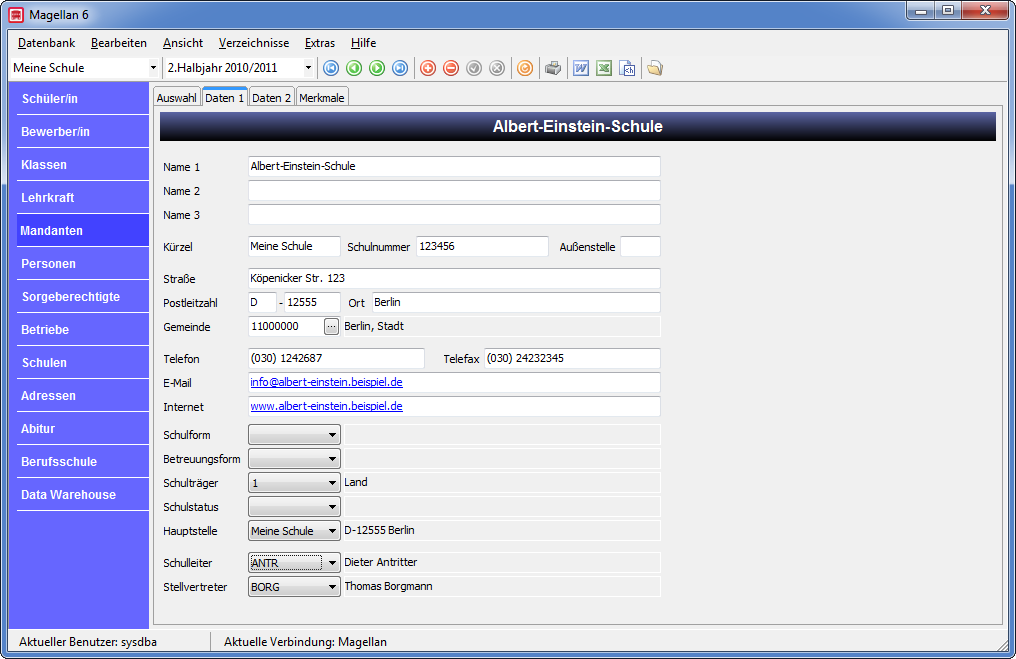 Magellan 6
Datenbank Bearbeiten Ansicht Verzeichnisse Extras Hilfe
Meine Schule 2.Halbjahr 2010/2011
Schüler/in
Bewerber/in
Klassen
Lehrkraft
Mandanten
Personen
Sorgeberechtigte
Betriebe
Schulen
Adressen
Abitur
Berufsschule
Data Warehouse
Auswahl Daten 1 Daten 2 Merkmale
Albert-Einstein-Schule
Name 1 Albert-Einstein-Schule
Name 2
Name 3
Kürzel Meine Schule Schulnummer 123456 Außenstelle
Straße Köpenicker Str. 123
Postleitzahl D - 12555 Ort Berlin
Gemeinde 11000000 ... Berlin, Stadt
Telefon (030) 1242687 Telefax (030) 24232345
E-Mail info@albert-einstein.beispiel.de
Internet www.albert-einstein.beispiel.de
Schulform
Betreuungsform
Schulträger 1 Land
Schulstatus
Hauptstelle Meine Schule D-12555 Berlin
Schulleiter ANTR Dieter Antritter
Stellvertreter BORG Thomas Borgmann
Aktueller Benutzer: sysdba Aktuelle Verbindung: Magellan